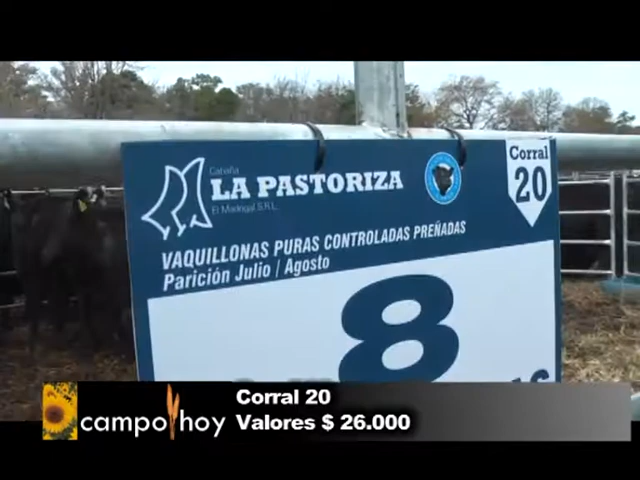 Cabaña
LA PASTORIZA
El Madrigal S.R.L.
Corral
20
VAQUILLONAS PURAS CONTROLADAS PREÑADAS
Parición Julio / Agosto
8
Corral 20
campo hoy
Valores $ 26.000